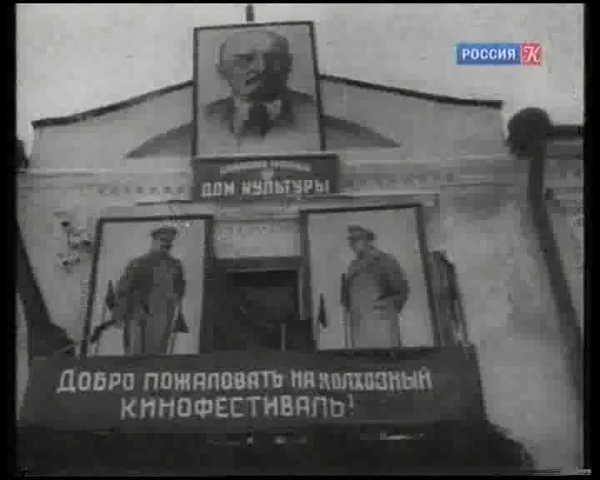 РОССИЯ К
ДОМ КУЛЬТУРЫ
ДОБРО ПОЖАЛОВАТЬ НА КОЛХОЗНЫЙ
КИНОФЕСТИВАЛЬ!